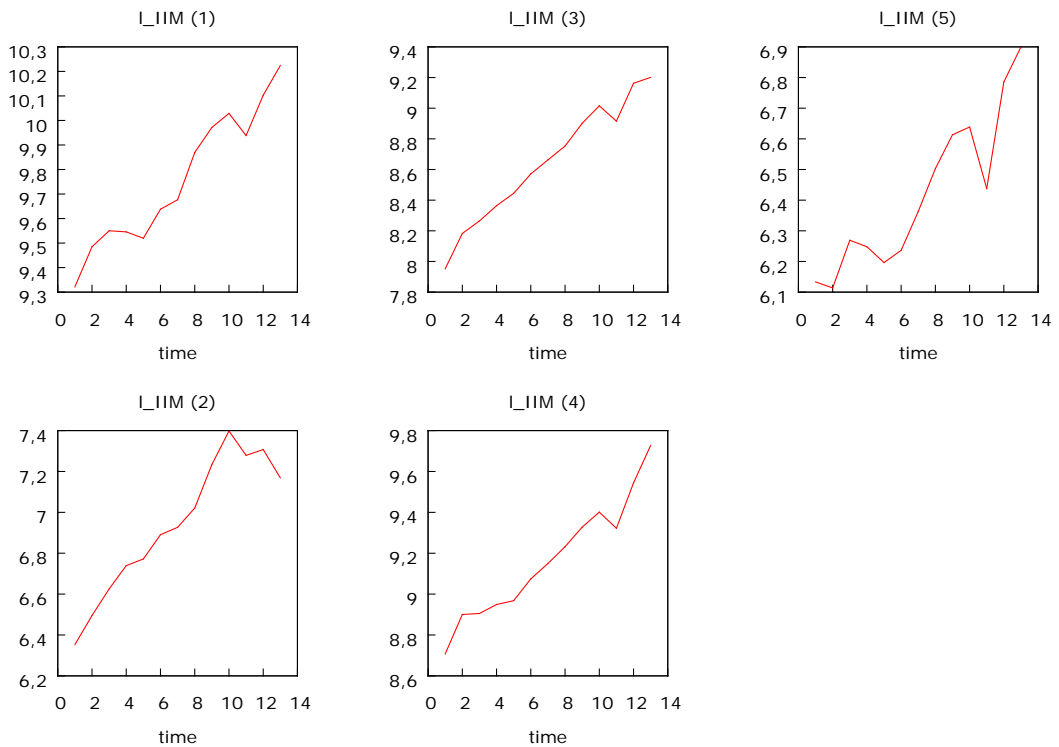 l_IIM (1)
10,3
10,2
10,1
10
9,9
9,8
9,7
9,6
9,5
9,4
9,3
0 2 4 6 8 10 12 14
time
l_IIM (3)
9,4
9,2
9
8,8
8,6
8,4
8,2
8
7,8
0 2 4 6 8 10 12 14
time
l_IIM (5)
6,9
6,8
6,7
6,6
6,5
6,4
6,3
6,2
6,1
0 2 4 6 8 10 12 14
time
l_IIM (2)
7,4
7,2
7
6,8
6,6
6,4
6,2
0 2 4 6 8 10 12 14
time
l_IIM (4)
9,8
9,6
9,4
9,2
9
8,8
8,6
0 2 4 6 8 10 12 14
time